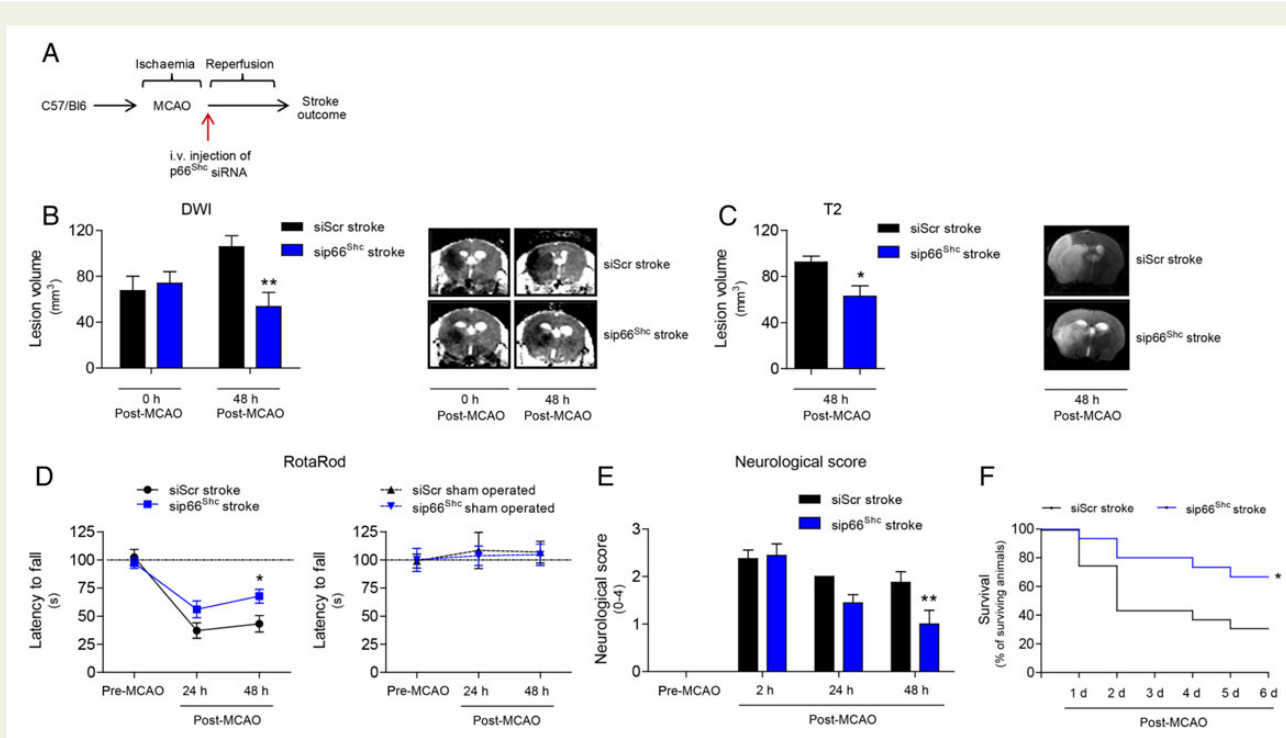 A
Ischaemia Reperfusion
C57/Bl6 MCAO Stroke
outcome
i.v. injection of
p66Shc siRNA
B
DWI
siScr stroke
sip66Shc stroke
120
80
40
0
Lesion volume
(mm3)
0 h 48 h
Post-MCAO Post-MCAO
siScr stroke
sip66Shc stroke
0 h 48 h
Post-MCAO Post-MCAO
**
C
T2
siScr stroke
sip66Shc stroke
120
80
40
0
Lesion volume
(mm3)
*
48 h
Post-MCAO
siScr stroke
sip66Shc stroke
48 h
Post-MCAO
D
RotaRod
siScr stroke
sip66Shc stroke
125
100
75
50
25
0
Latency to fall
(s)
*
Pre-MCAO 24 h 48 h
Post-MCAO
siScr sham operated
sip66Shc sham operated
125
100
75
50
25
0
Latency to fall
(s)
Pre-MCAO 24 h 48 h
Post-MCAO
E
Neurological score
siScr stroke
sip66Shc stroke
3
2
1
0
Neurological score
(0-4)
**
Pre-MCAO 2 h 24 h 48 h
Post-MCAO
F
siScr stroke sip66Shc stroke
100
80
60
40
20
0
Survival
(% of surviving animals)
*
1 d 2 d 3 d 4 d 5 d 6 d
Post-MCAO